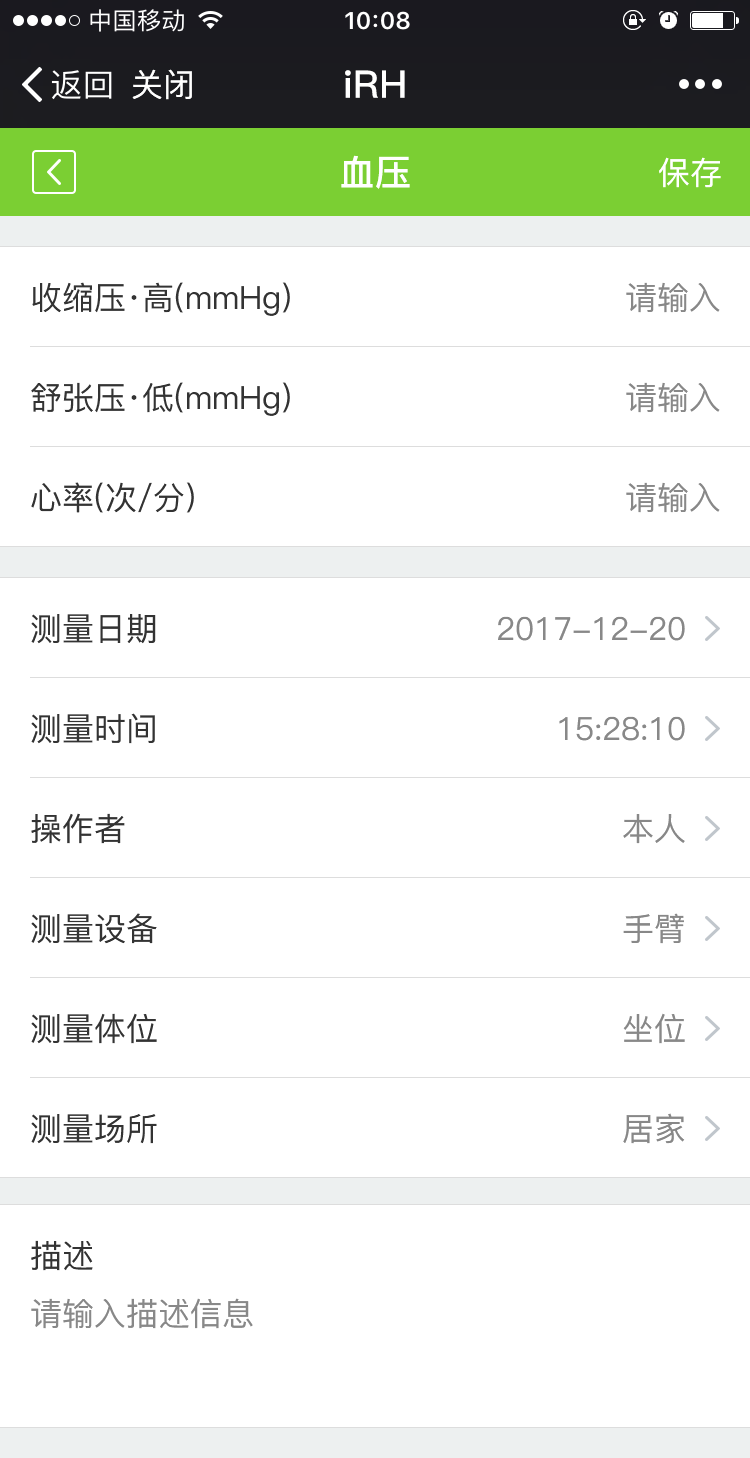 中国移动 10:08
返回 关闭 iRH
血压 保存
收缩压·高(mmHg) 请输入
舒张压·低(mmHg) 请输入
心率(次/分) 请输入
测量日期 2017-12-20
测量时间 15:28:10
操作者 本人
测量设备 手臂
测量体位 坐位
测量场所 居家
描述
请输入描述信息